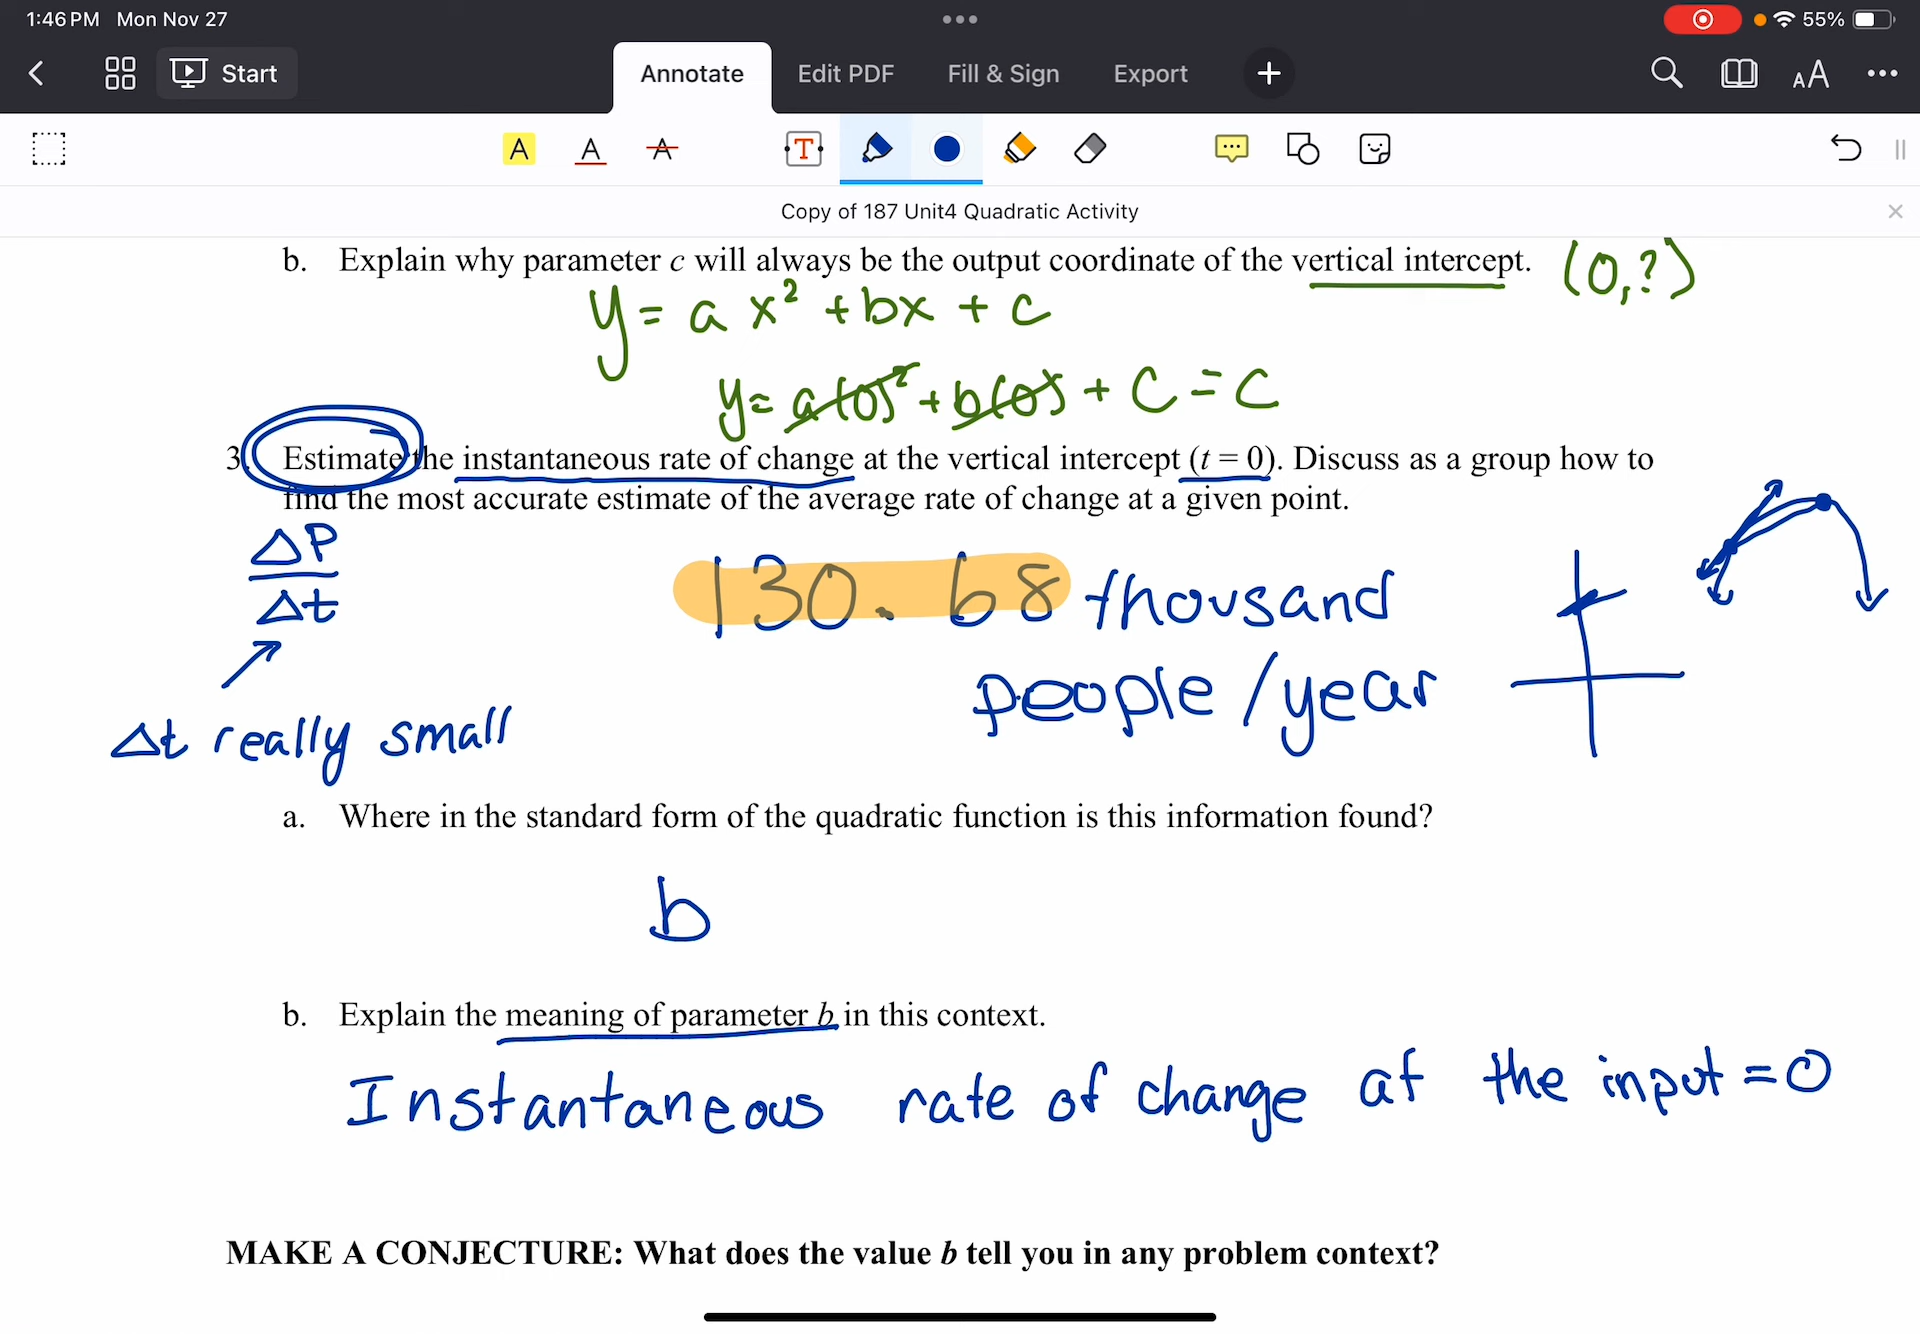 1:46 PM Mon Nov 27
55%
Start
Annotate
Edit PDF
Fill & Sign
Export
AA
A A A T
Copy of 187 Unit4 Quadratic Activity
b. Explain why parameter c will always be the output coordinate of the vertical intercept. (0,?)
y = a x² + bx + c
y = a(0)² + b(0) + C = C
3. Estimate the instantaneous rate of change at the vertical intercept (t = 0). Discuss as a group how to
find the most accurate estimate of the average rate of change at a given point.
ΔP
Δt
130.68 thousand
people / year
Δt really small
a. Where in the standard form of the quadratic function is this information found?
b
b. Explain the meaning of parameter b in this context.
Instantaneous rate of change at the input = 0
MAKE A CONJECTURE: What does the value b tell you in any problem context?